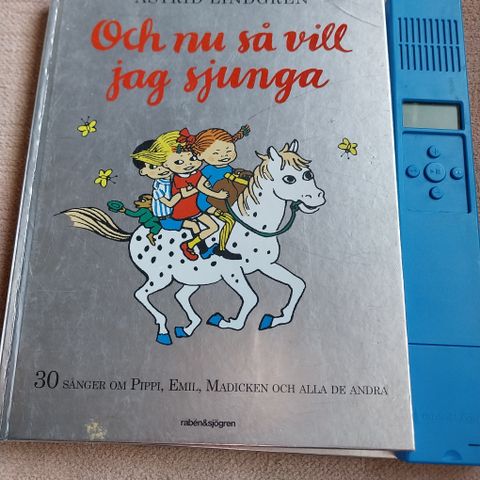 ASTRID LINDGREN
Och nu så vill
jag sjunga
30 SÅNGER OM PIPPI, EMIL, MADICKEN OCH ALLA DE ANDRA
rabén&sjögren